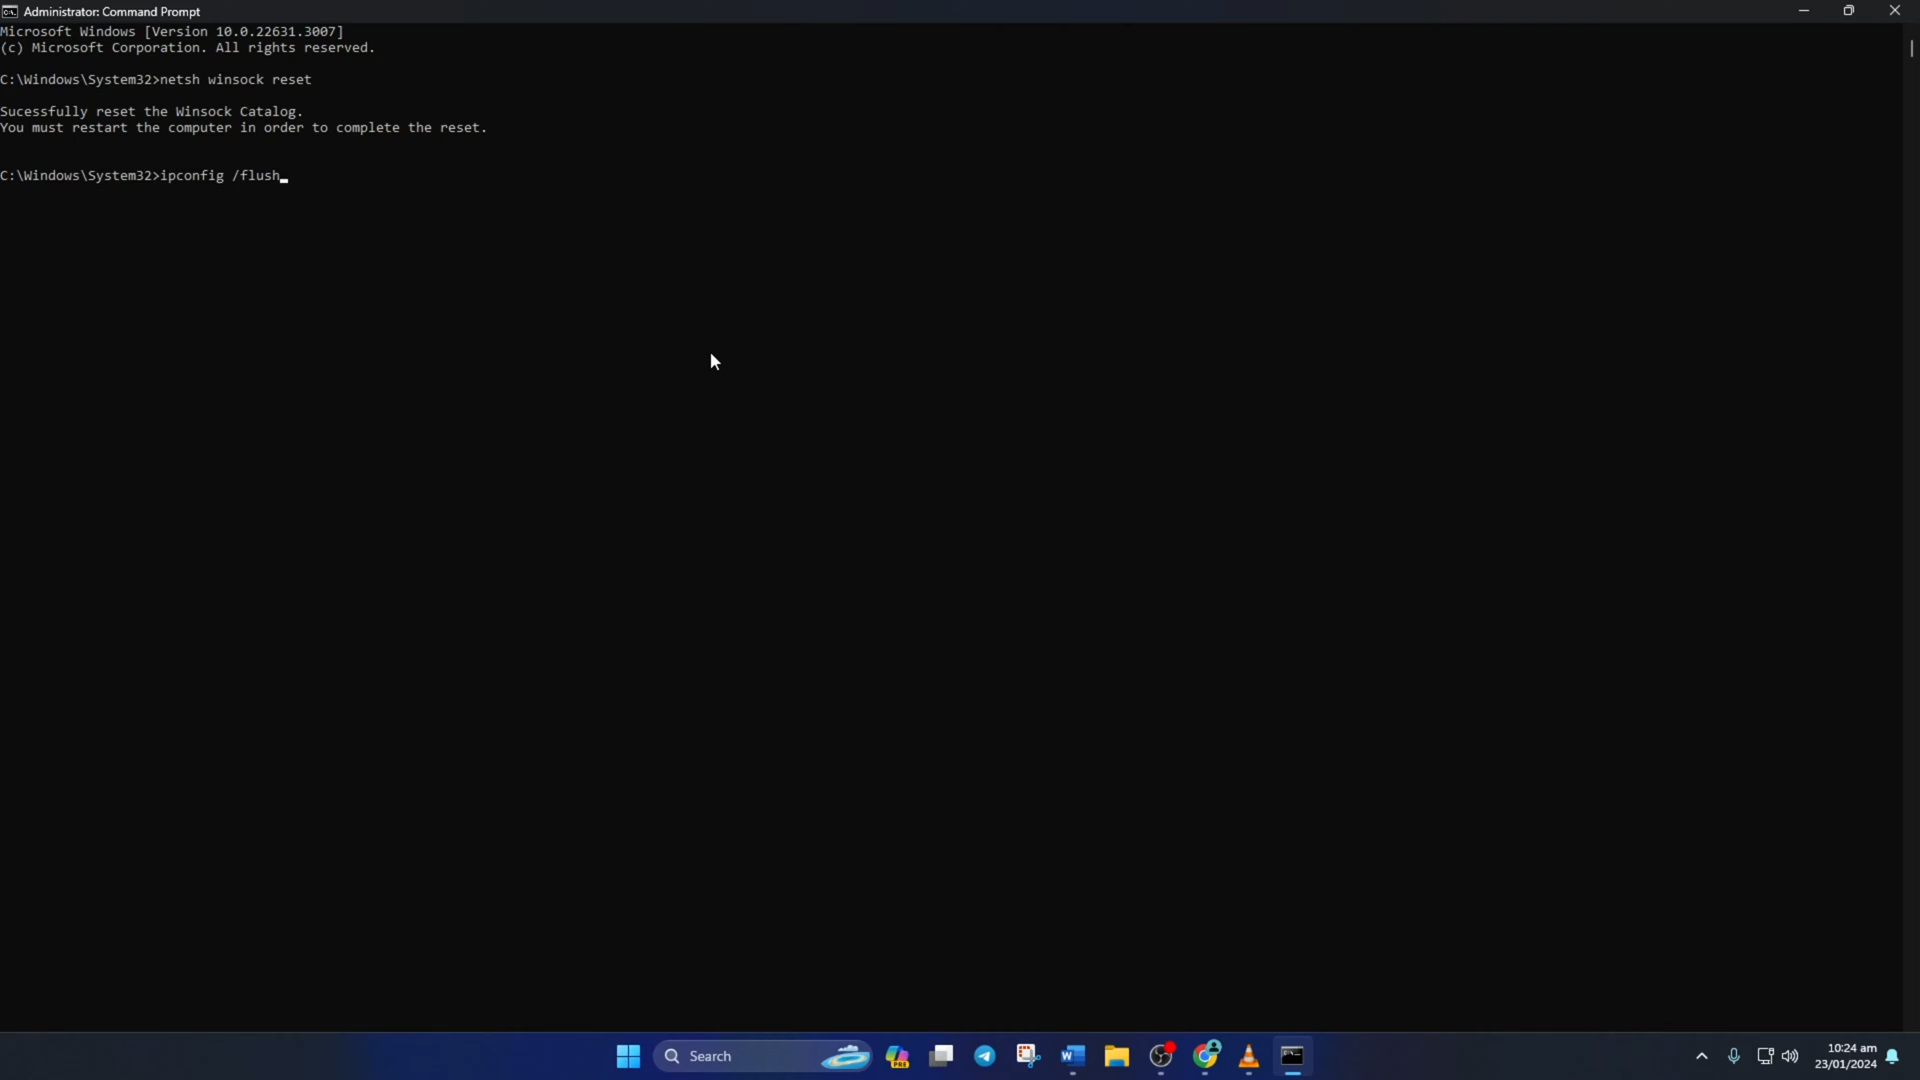 Administrator: Command Prompt
Microsoft Windows [Version 10.0.22631.3007]
(c) Microsoft Corporation. All rights reserved.
C:\Windows\System32>netsh winsock reset
Sucessfully reset the Winsock Catalog.
You must restart the computer in order to complete the reset.
C:\Windows\System32>ipconfig /flush
Search
PRE
10:24 am
23/01/2024